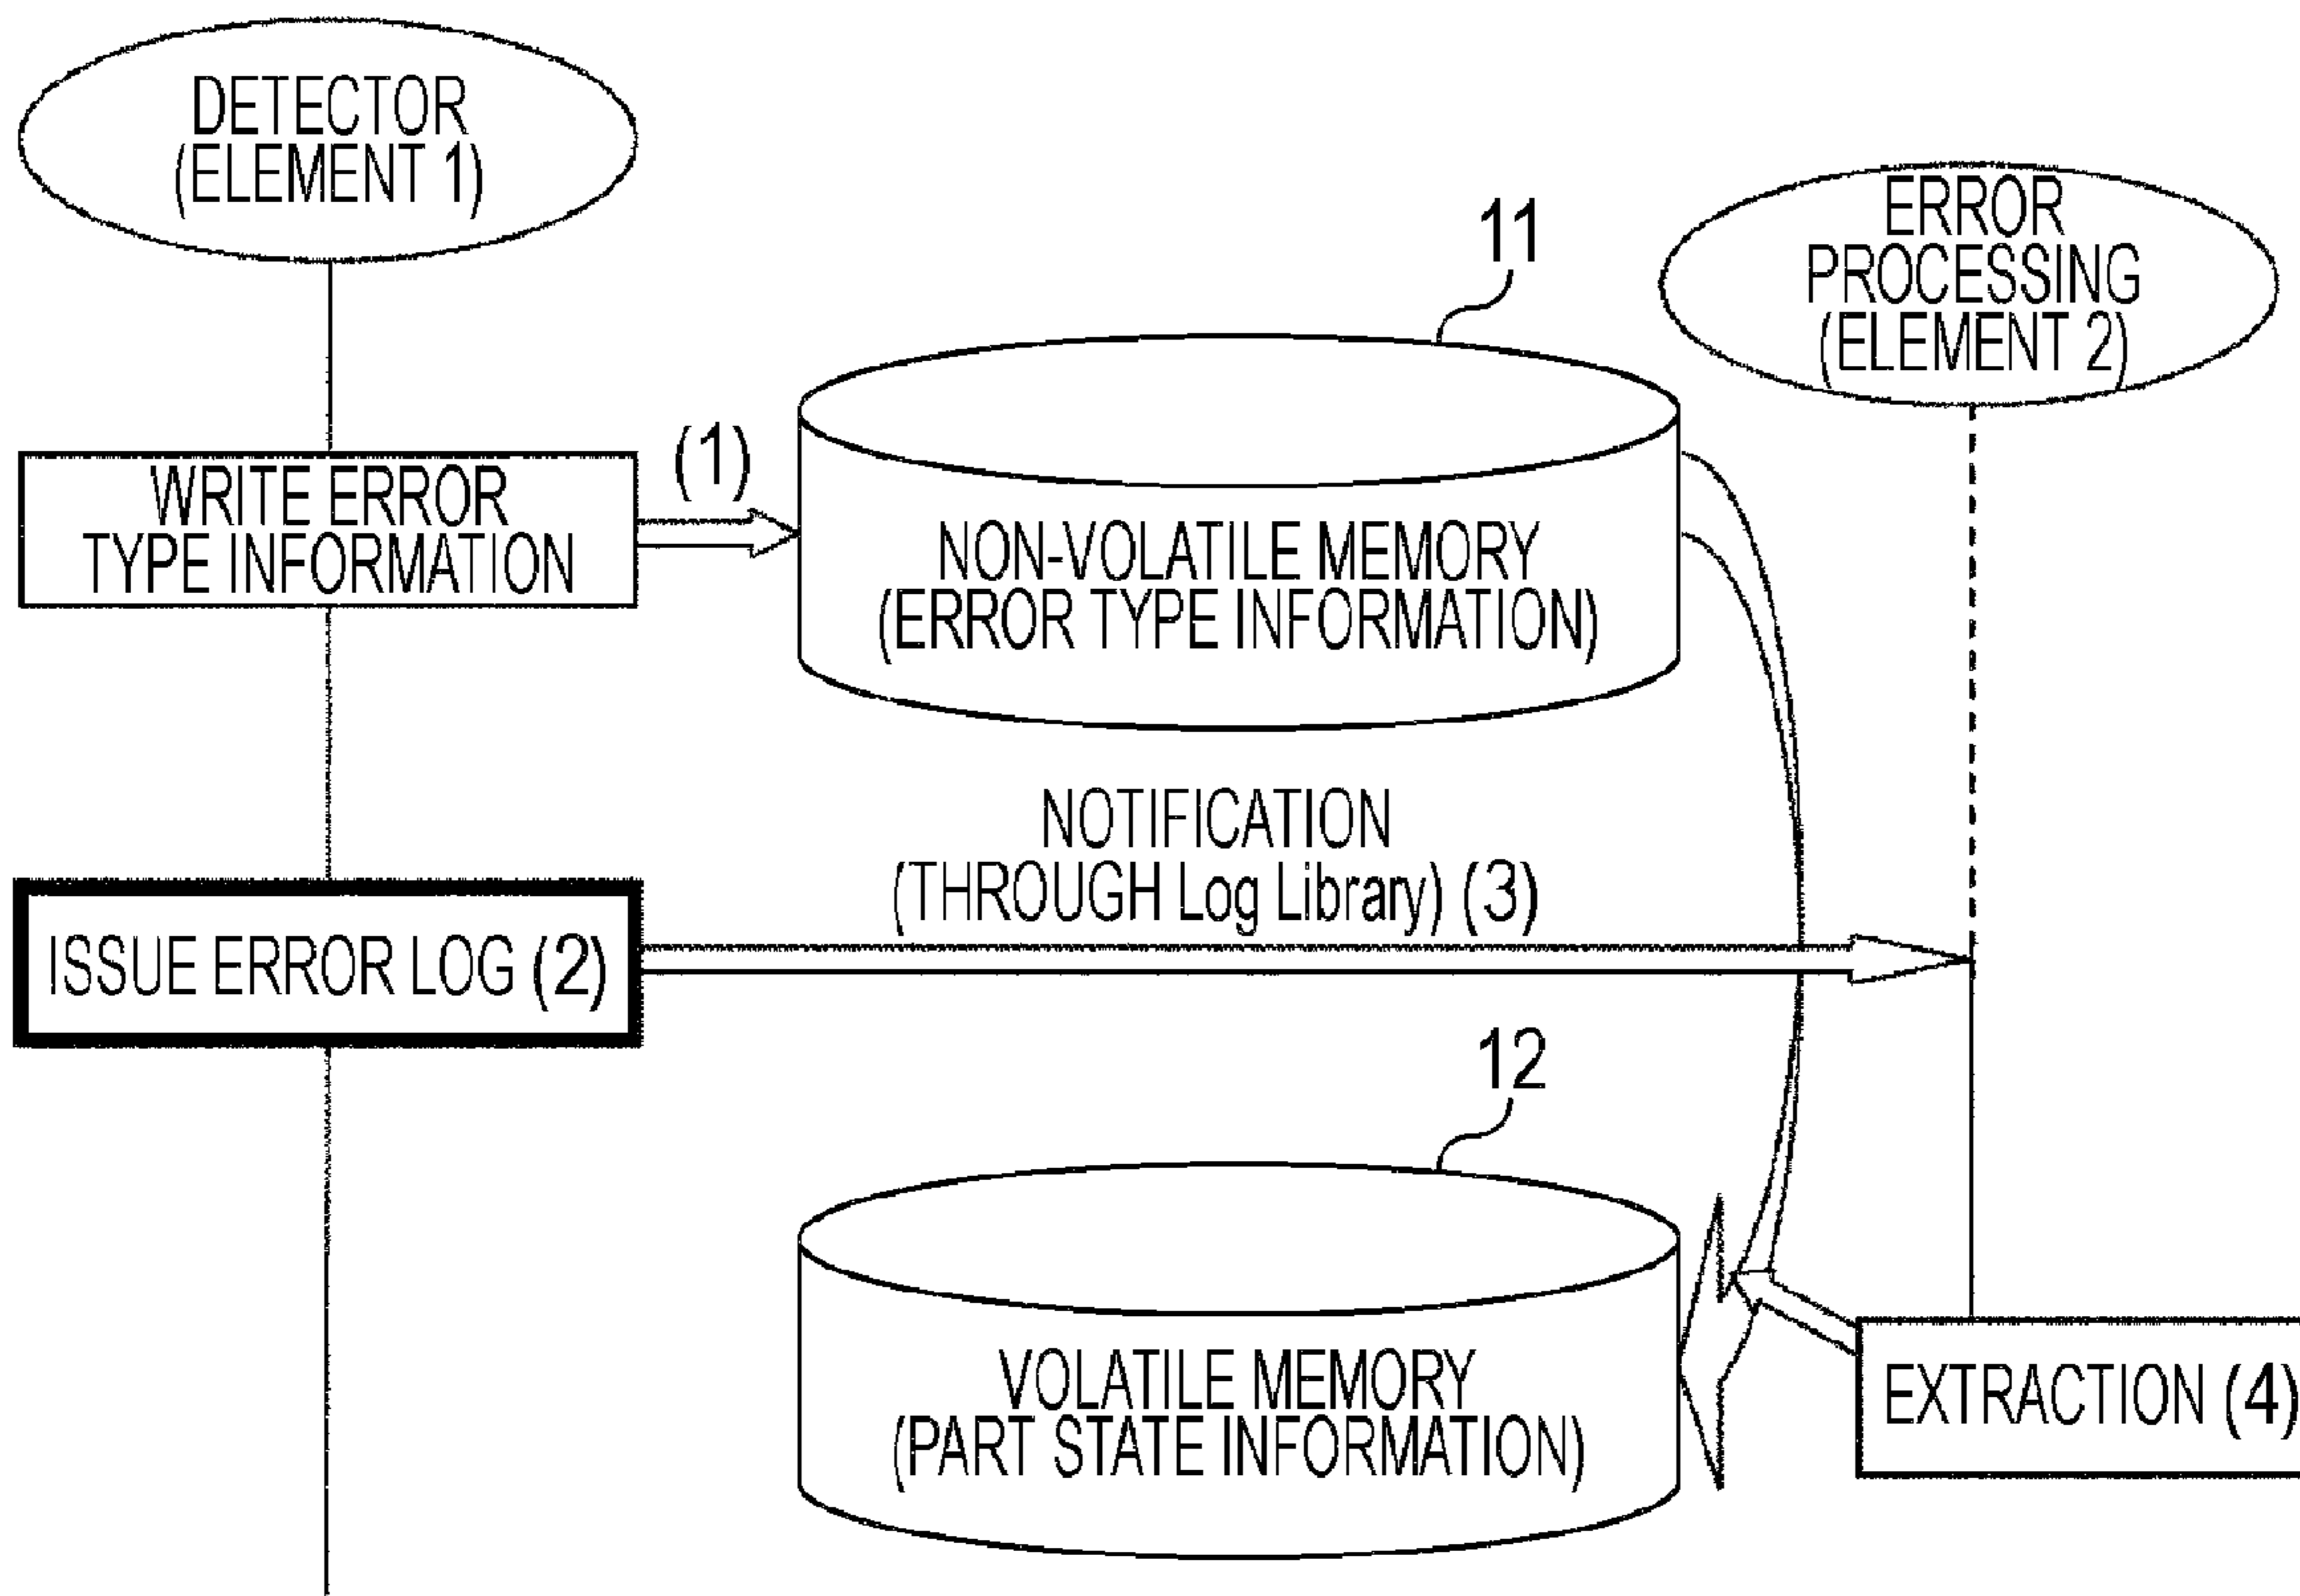 DETECTOR
(ELEMENT 1)
ERROR
PROCESSING
(ELEMENT 2)
11
(1)
WRITE ERROR
TYPE INFORMATION
NON-VOLATILE MEMORY
(ERROR TYPE INFORMATION)
NOTIFICATION
(THROUGH Log Library) (3)
ISSUE ERROR LOG (2)
12
VOLATILE MEMORY
(PART STATE INFORMATION)
EXTRACTION (4)